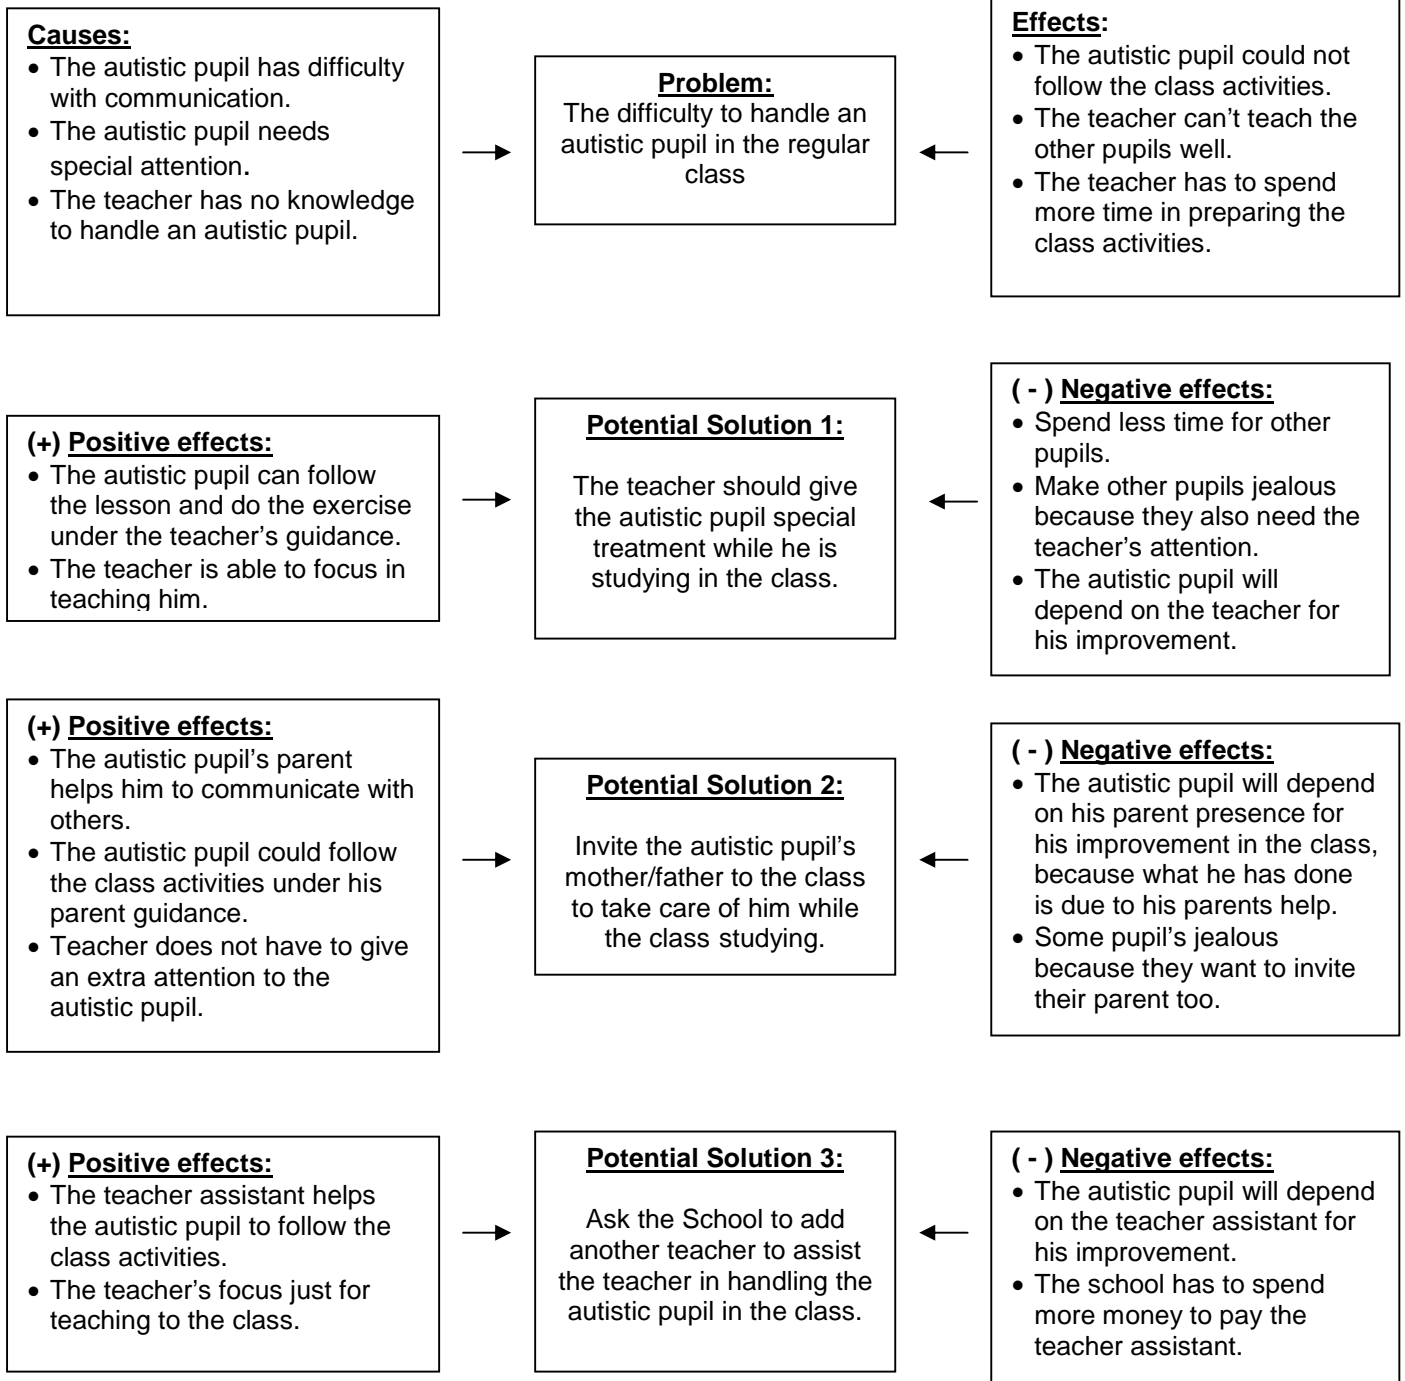 Causes:
• The autistic pupil has difficulty
with communication.
• The autistic pupil needs
special attention.
• The teacher has no knowledge
to handle an autistic pupil.
Problem:
The difficulty to handle an
autistic pupil in the regular
class
Effects:
• The autistic pupil could not
follow the class activities.
• The teacher can’t teach the
other pupils well.
• The teacher has to spend
more time in preparing the
class activities.
(+) Positive effects:
• The autistic pupil can follow
the lesson and do the exercise
under the teacher’s guidance.
• The teacher is able to focus in
teaching him.
Potential Solution 1:
The teacher should give
the autistic pupil special
treatment while he is
studying in the class.
( - ) Negative effects:
• Spend less time for other
pupils.
• Make other pupils jealous
because they also need the
teacher’s attention.
• The autistic pupil will
depend on the teacher for
his improvement.
(+) Positive effects:
• The autistic pupil’s parent
helps him to communicate with
others.
• The autistic pupil could follow
the class activities under his
parent guidance.
• Teacher does not have to give
an extra attention to the
autistic pupil.
Potential Solution 2:
Invite the autistic pupil’s
mother/father to the class
to take care of him while
the class studying.
( - ) Negative effects:
• The autistic pupil will depend
on his parent presence for
his improvement in the class,
because what he has done
is due to his parents help.
• Some pupil’s jealous
because they want to invite
their parent too.
(+) Positive effects:
• The teacher assistant helps
the autistic pupil to follow the
class activities.
• The teacher’s focus just for
teaching to the class.
Potential Solution 3:
Ask the School to add
another teacher to assist
the teacher in handling the
autistic pupil in the class.
( - ) Negative effects:
• The autistic pupil will depend
on the teacher assistant for
his improvement.
• The school has to spend
more money to pay the
teacher assistant.